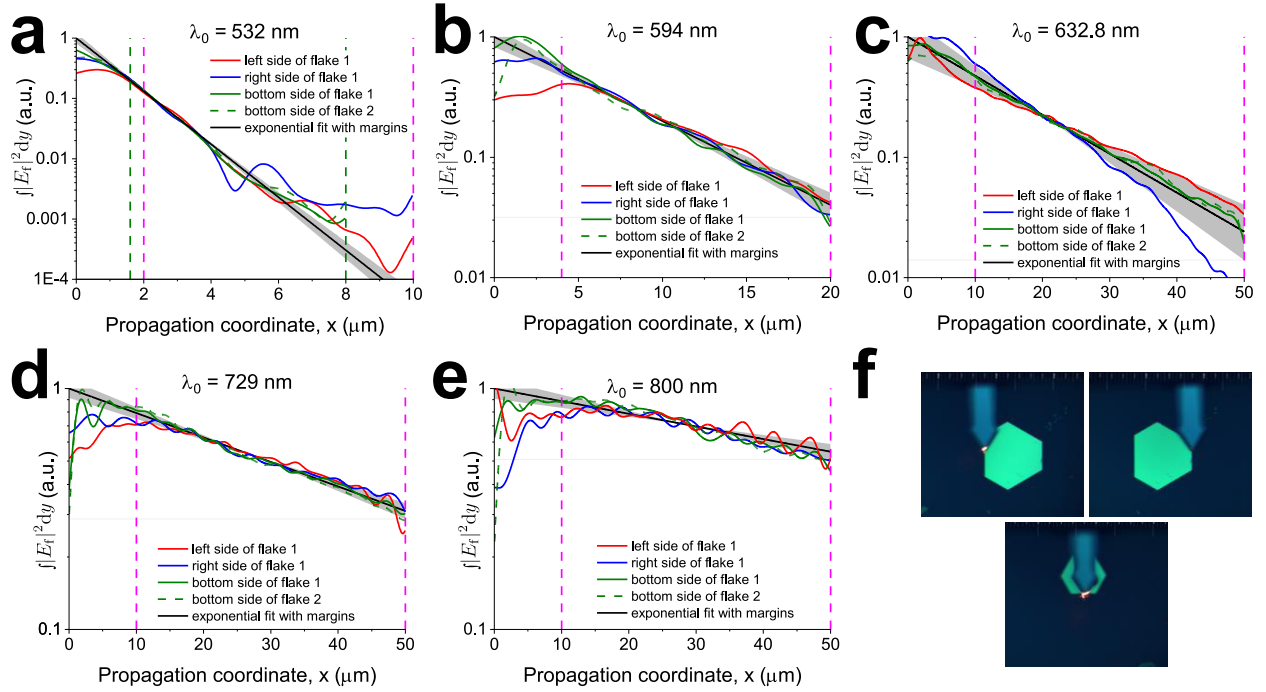 a
λ₀ = 532 nm
left side of flake 1
right side of flake 1
bottom side of flake 1
bottom side of flake 2
exponential fit with margins
1
0.1
0.01
0.001
1E−4
∫|E_f|²dy (a.u.)
0 2 4 6 8 10
Propagation coordinate, x (μm)
b
λ₀ = 594 nm
left side of flake 1
right side of flake 1
bottom side of flake 1
bottom side of flake 2
exponential fit with margins
1
0.1
0.01
∫|E_f|²dy (a.u.)
0 5 10 15 20
Propagation coordinate, x (μm)
c
λ₀ = 632.8 nm
left side of flake 1
right side of flake 1
bottom side of flake 1
bottom side of flake 2
exponential fit with margins
1
0.1
0.01
∫|E_f|²dy (a.u.)
0 10 20 30 40 50
Propagation coordinate, x (μm)
d
λ₀ = 729 nm
left side of flake 1
right side of flake 1
bottom side of flake 1
bottom side of flake 2
exponential fit with margins
1
0.1
∫|E_f|²dy (a.u.)
0 10 20 30 40 50
Propagation coordinate, x (μm)
e
λ₀ = 800 nm
left side of flake 1
right side of flake 1
bottom side of flake 1
bottom side of flake 2
exponential fit with margins
1
0.1
∫|E_f|²dy (a.u.)
0 10 20 30 40 50
Propagation coordinate, x (μm)
f